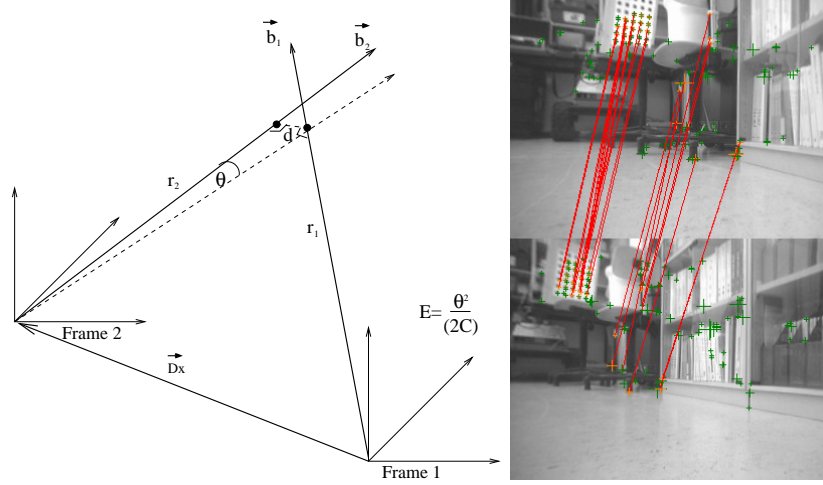 b₁
b₂
d
θ
r₂
r₁
E= θ²
(2C)
Frame 2
Dx
Frame 1